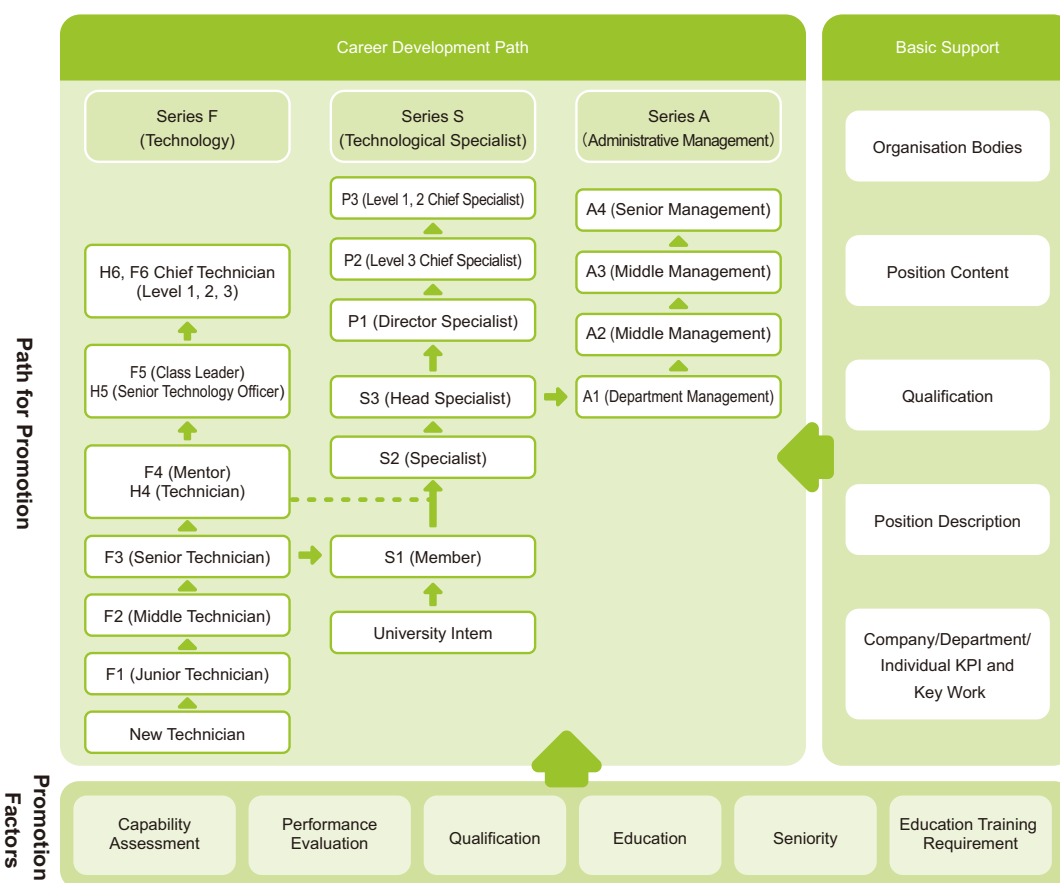 Career Development Path
Basic Support
Series F
(Technology)
Series S
(Technological Specialist)
Series A
(Administrative Management)
P3 (Level 1, 2 Chief Specialist)
P2 (Level 3 Chief Specialist)
P1 (Director Specialist)
S3 (Head Specialist)
S2 (Specialist)
S1 (Member)
University Intem
A4 (Senior Management)
A3 (Middle Management)
A2 (Middle Management)
A1 (Department Management)
H6, F6 Chief Technician
(Level 1, 2, 3)
F5 (Class Leader)
H5 (Senior Technology Officer)
F4 (Mentor)
H4 (Technician)
F3 (Senior Technician)
F2 (Middle Technician)
F1 (Junior Technician)
New Technician
Organisation Bodies
Position Content
Qualification
Position Description
Company/Department/
Individual KPI and
Key Work
Path for Promotion
Promotion
Factors
Capability
Assessment
Performance
Evaluation
Qualification
Education
Seniority
Education Training
Requirement